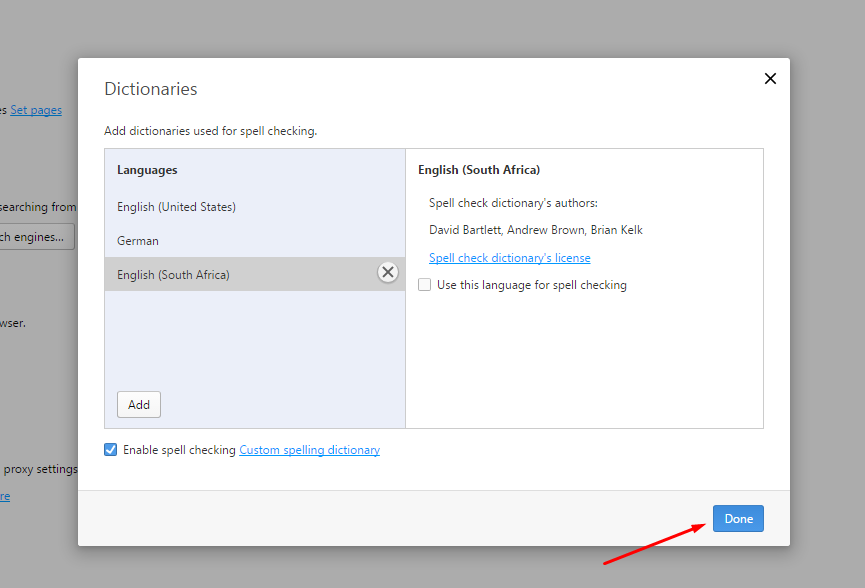 Dictionaries
es Set pages
Add dictionaries used for spell checking.
Languages
English (United States)
German
English (South Africa)
Add
English (South Africa)
Spell check dictionary's authors:
David Bartlett, Andrew Brown, Brian Kelk
Spell check dictionary's license
Use this language for spell checking
searching from
ch engines...
wser.
Enable spell checking Custom spelling dictionary
proxy settings
re
Done